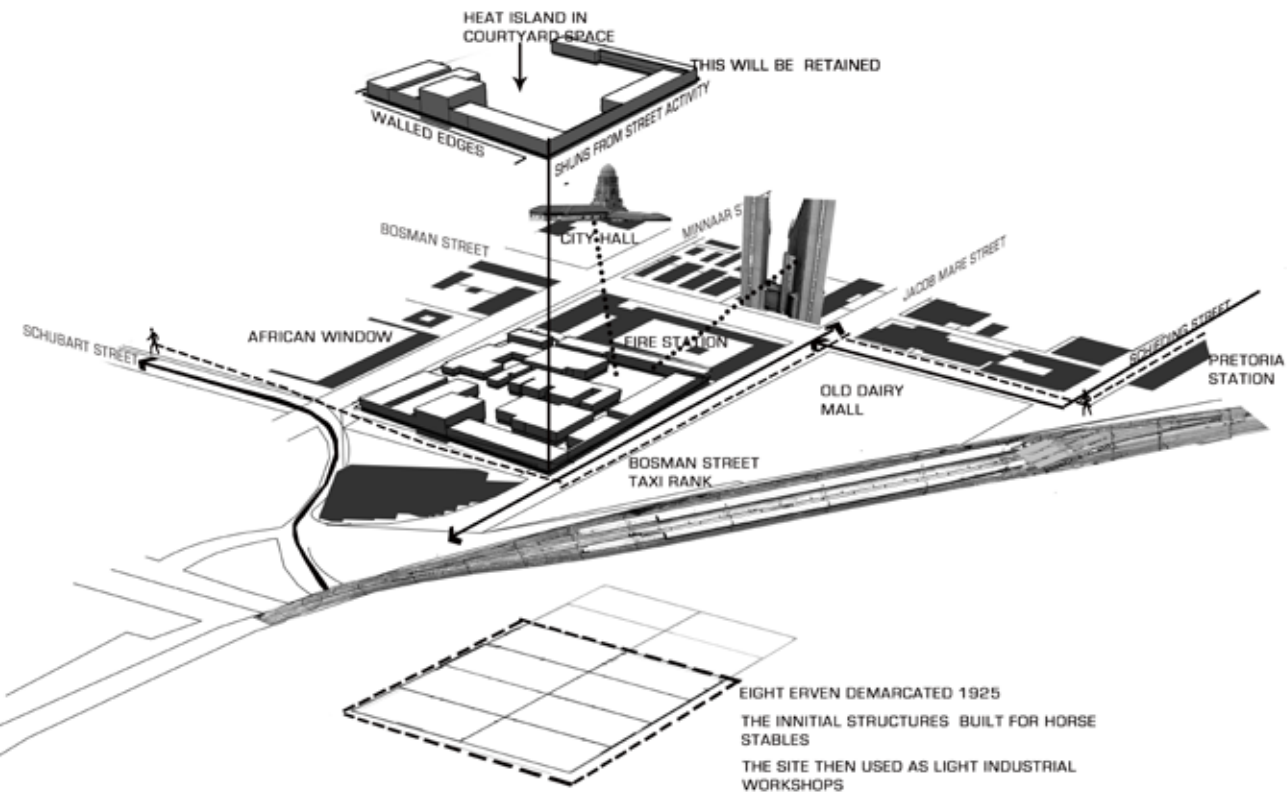 HEAT ISLAND IN
COURTYARD SPACE
THIS WILL BE RETAINED
WALLED EDGES
SHUNS FROM STREET ACTIVITY
CITY HALL
MINNAAR S
BOSMAN STREET
JACOB MARE STREET
SCHUBART STREET
AFRICAN WINDOW
FIRE STATION
SCHIEDING STREET
PRETORIA
STATION
OLD DAIRY
MALL
BOSMAN STREET
TAXI RANK
EIGHT ERVEN DEMARCATED 1925
THE INNITIAL STRUCTURES BUILT FOR HORSE
STABLES
THE SITE THEN USED AS LIGHT INDUSTRIAL
WORKSHOPS